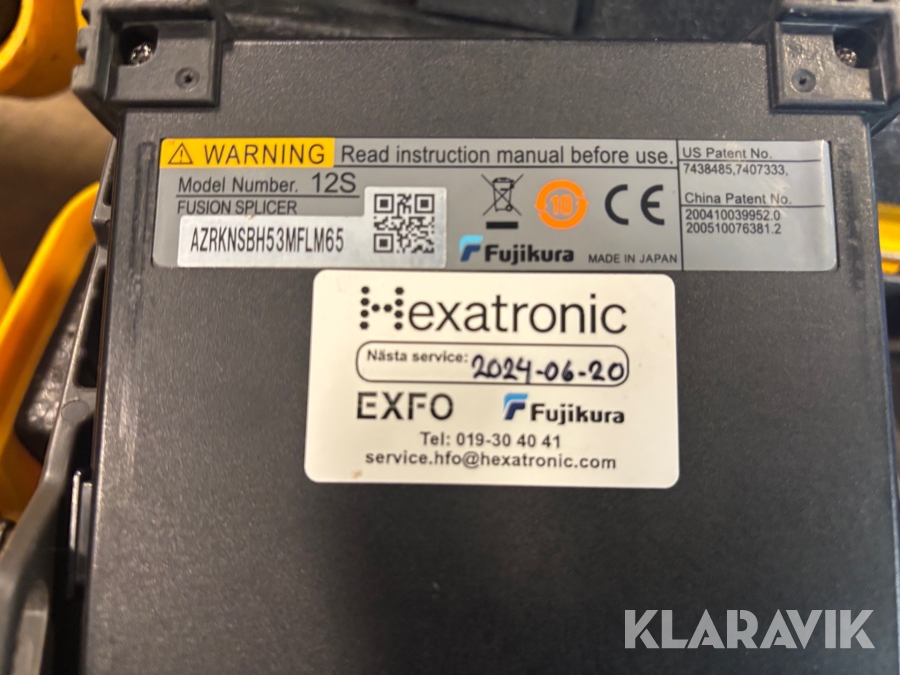 WARNING Read instruction manual before use.
Model Number. 12S
FUSION SPLICER
AZRKNSBH53MFLM65
10
CE
Fujikura MADE IN JAPAN
US Patent No.
7438485,7407333,
China Patent No.
200410039952.0
200510076381.2
Hexatronic
Nästa service: 2024-06-20
EXFO Fujikura
Tel: 019-30 40 41
service.hfo@hexatronic.com
KLARAVIK